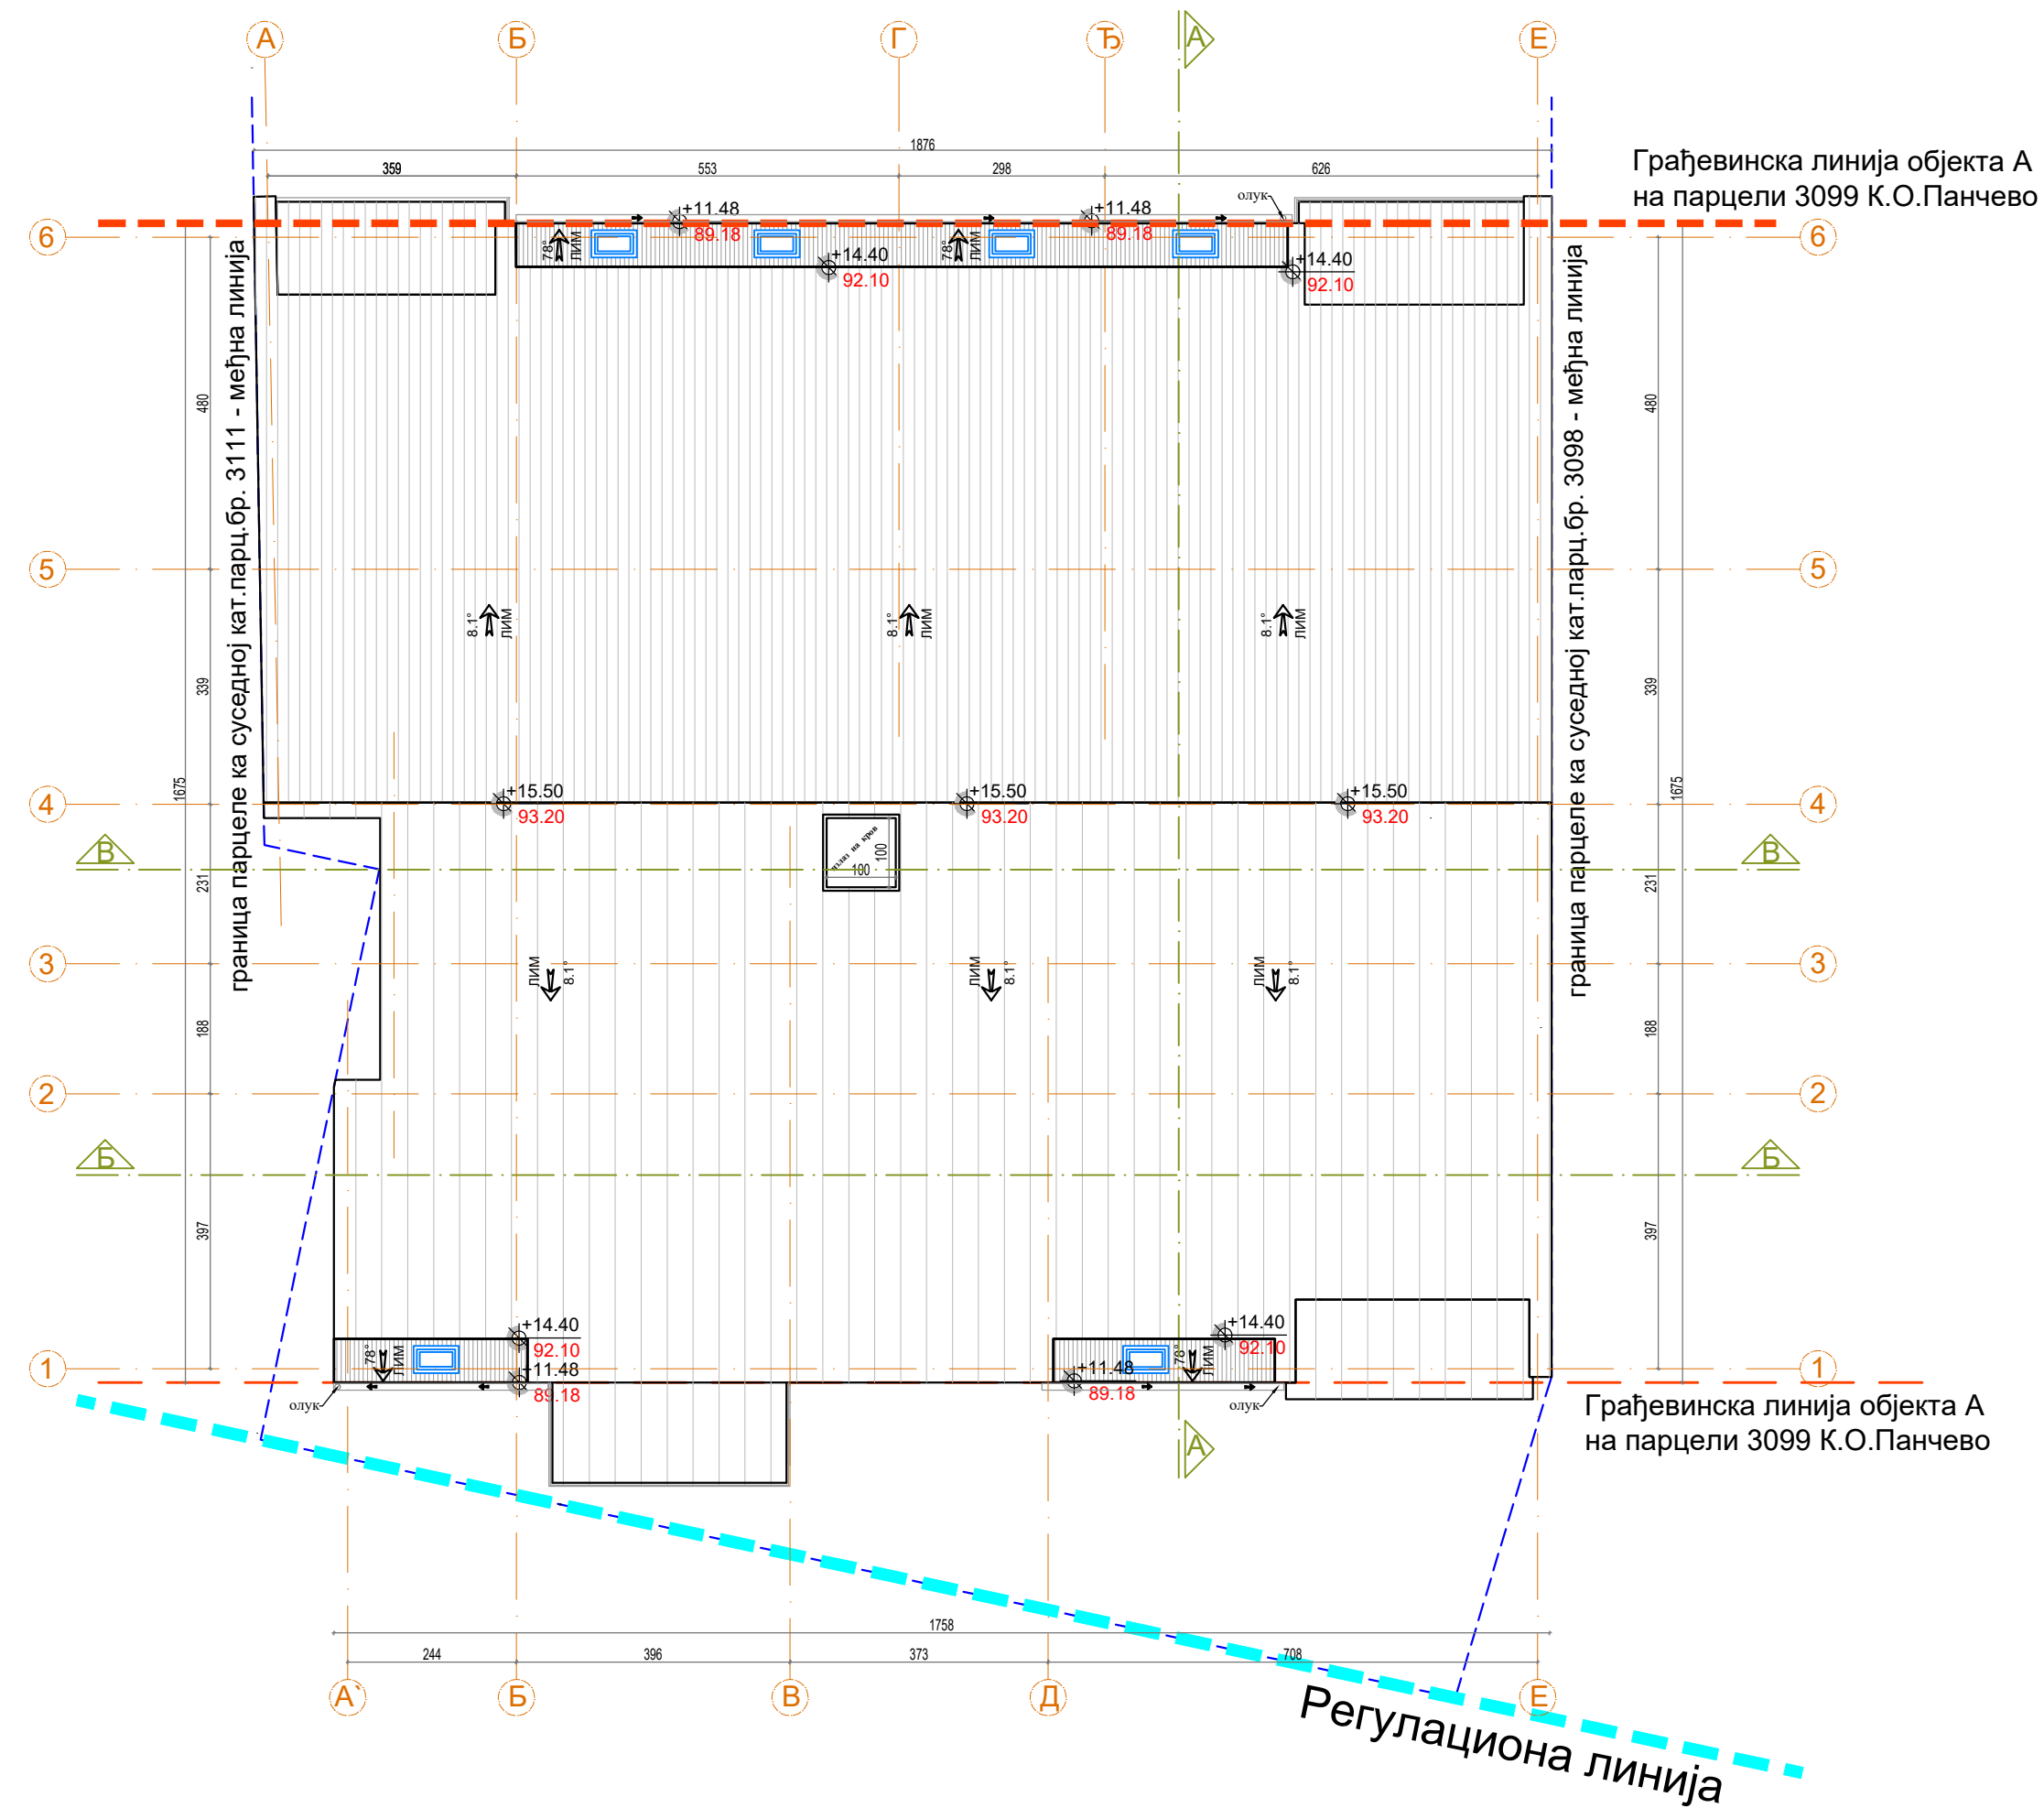 А Б Г Ђ А Е
1876
359 553 298 626
Грађевинска линија објекта А
на парцели 3099 К.О.Панчево
олук
+11.48 +11.48
89.18 89.18
6 6
78° ЛИМ 78° ЛИМ
+14.40 +14.40
92.10 92.10
граница парцеле ка суседној кат.парц.бр. 3111 - међна линија
граница парцеле ка суседној кат.парц.бр. 3098 - међна линија
480 480
5 5
8.1° ЛИМ 8.1° ЛИМ 8.1° ЛИМ
339 339
1675 1675
+15.50 +15.50 +15.50
4 4
93.20 93.20 93.20
излаз на кров
100
100
В В
231 231
3 3
ЛИМ 8.1° ЛИМ 8.1° ЛИМ 8.1°
188 188
2 2
Б Б
397 397
+14.40 +14.40
92.10 92.10
78° ЛИМ 78° ЛИМ
1 1
+11.48 +11.48
89.18 89.18
олук олук
Грађевинска линија објекта А
на парцели 3099 К.О.Панчево
А
1758
244 396 373 708
А` Б В Д Е
Регулациона линија